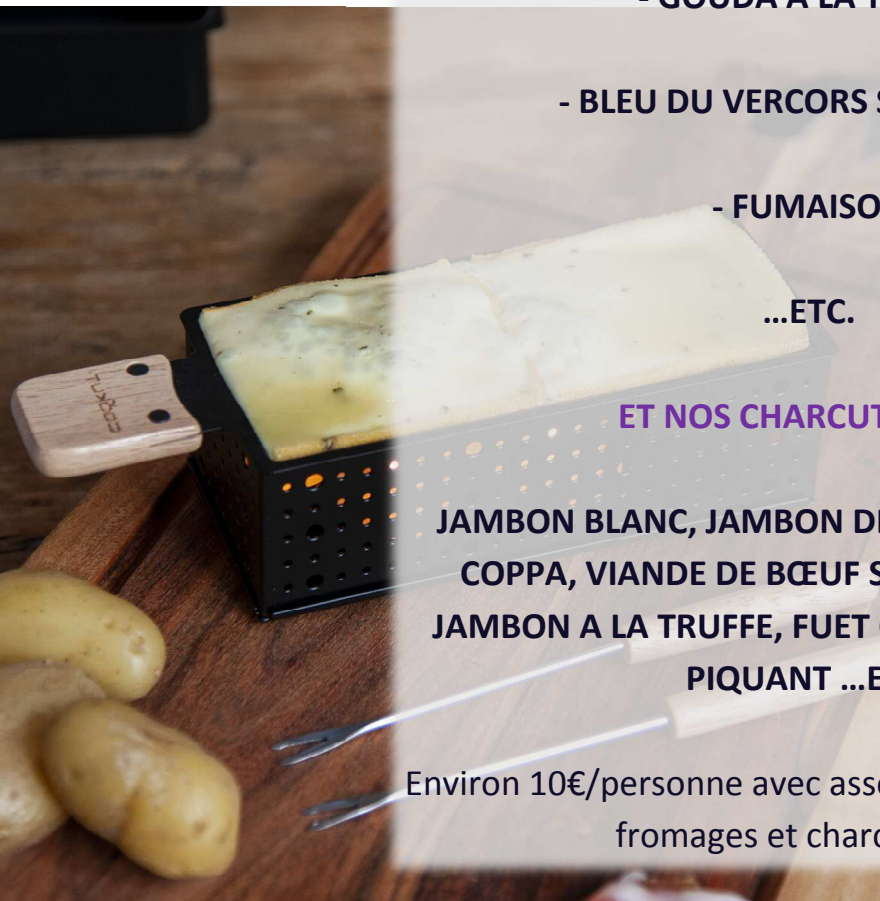 - GOUDA A LA
- BLEU DU VERCORS
- FUMAISO
...ETC.
ET NOS CHARCUT
JAMBON BLANC, JAMBON D
COPPA, VIANDE DE BŒUF S
JAMBON A LA TRUFFE, FUET
PIQUANT ...E
Environ 10€/personne avec ass
fromages et charc
cookut